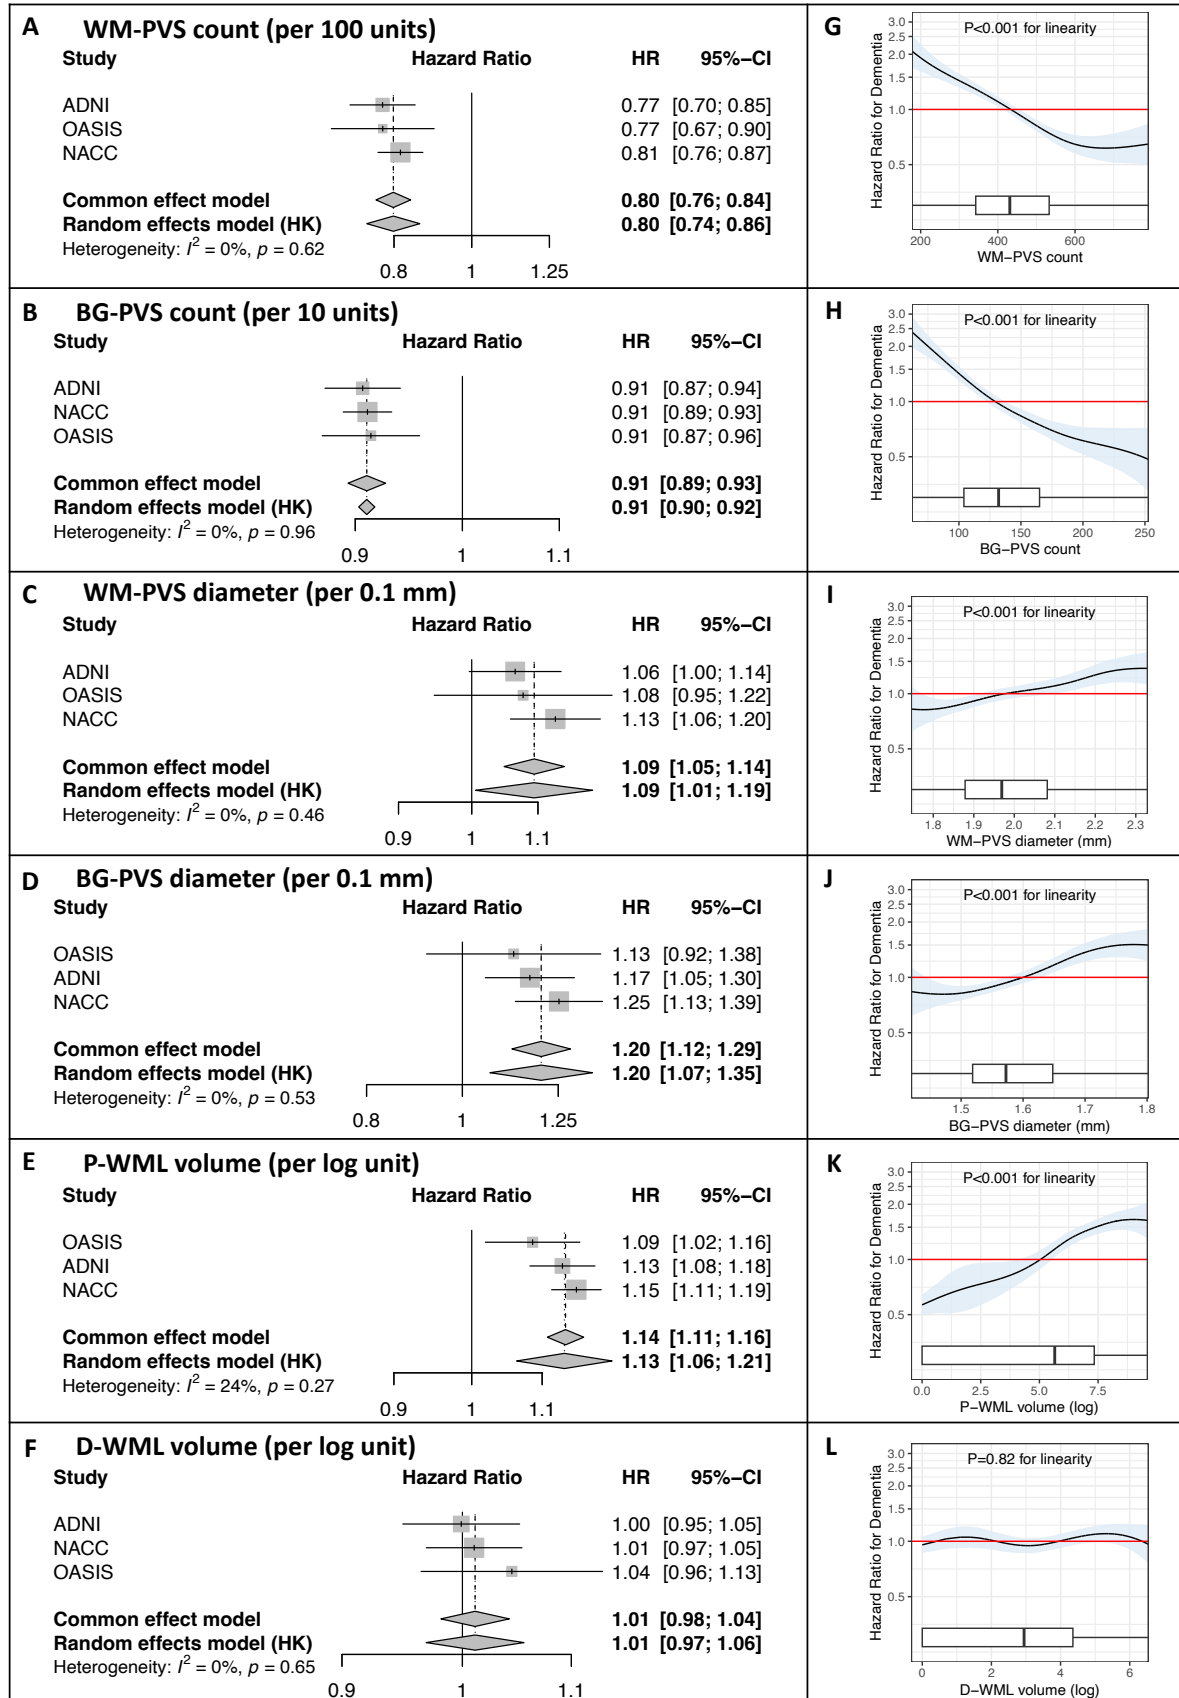 A WM-PVS count (per 100 units)
Study Hazard Ratio HR 95%−CI
ADNI 0.77 [0.70; 0.85]
OASIS 0.77 [0.67; 0.90]
NACC 0.81 [0.76; 0.87]
Common effect model 0.80 [0.76; 0.84]
Random effects model (HK) 0.80 [0.74; 0.86]
Heterogeneity: I² = 0%, p = 0.62
0.8 1 1.25
G
P<0.001 for linearity
Hazard Ratio for Dementia
3.0
2.5
2.0
1.5
1.0
0.5
200 400 600
WM−PVS count
B BG-PVS count (per 10 units)
Study Hazard Ratio HR 95%−CI
ADNI 0.91 [0.87; 0.94]
NACC 0.91 [0.89; 0.93]
OASIS 0.91 [0.87; 0.96]
Common effect model 0.91 [0.89; 0.93]
Random effects model (HK) 0.91 [0.90; 0.92]
Heterogeneity: I² = 0%, p = 0.96
0.9 1 1.1
H
P<0.001 for linearity
Hazard Ratio for Dementia
3.0
2.5
2.0
1.5
1.0
0.5
100 150 200 250
BG−PVS count
C WM-PVS diameter (per 0.1 mm)
Study Hazard Ratio HR 95%−CI
ADNI 1.06 [1.00; 1.14]
OASIS 1.08 [0.95; 1.22]
NACC 1.13 [1.06; 1.20]
Common effect model 1.09 [1.05; 1.14]
Random effects model (HK) 1.09 [1.01; 1.19]
Heterogeneity: I² = 0%, p = 0.46
0.9 1 1.1
I
P<0.001 for linearity
Hazard Ratio for Dementia
3.0
2.5
2.0
1.5
1.0
0.5
1.8 1.9 2.0 2.1 2.2 2.3
WM−PVS diameter (mm)
D BG-PVS diameter (per 0.1 mm)
Study Hazard Ratio HR 95%−CI
OASIS 1.13 [0.92; 1.38]
ADNI 1.17 [1.05; 1.30]
NACC 1.25 [1.13; 1.39]
Common effect model 1.20 [1.12; 1.29]
Random effects model (HK) 1.20 [1.07; 1.35]
Heterogeneity: I² = 0%, p = 0.53
0.8 1 1.25
J
P<0.001 for linearity
Hazard Ratio for Dementia
3.0
2.5
2.0
1.5
1.0
0.5
1.5 1.6 1.7 1.8
BG−PVS diameter (mm)
E P-WML volume (per log unit)
Study Hazard Ratio HR 95%−CI
OASIS 1.09 [1.02; 1.16]
ADNI 1.13 [1.08; 1.18]
NACC 1.15 [1.11; 1.19]
Common effect model 1.14 [1.11; 1.16]
Random effects model (HK) 1.13 [1.06; 1.21]
Heterogeneity: I² = 24%, p = 0.27
0.9 1 1.1
K
P<0.001 for linearity
Hazard Ratio for Dementia
3.0
2.5
2.0
1.5
1.0
0.5
0.0 2.5 5.0 7.5
P−WML volume (log)
F D-WML volume (per log unit)
Study Hazard Ratio HR 95%−CI
ADNI 1.00 [0.95; 1.05]
NACC 1.01 [0.97; 1.05]
OASIS 1.04 [0.96; 1.13]
Common effect model 1.01 [0.98; 1.04]
Random effects model (HK) 1.01 [0.97; 1.06]
Heterogeneity: I² = 0%, p = 0.65
0.9 1 1.1
L
P=0.82 for linearity
Hazard Ratio for Dementia
3.0
2.5
2.0
1.5
1.0
0.5
0 2 4 6
D−WML volume (log)